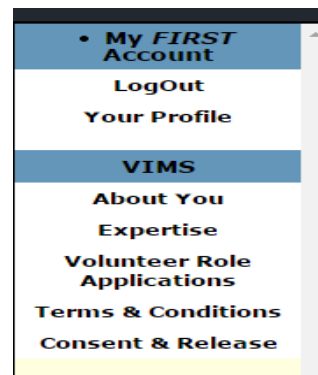 • My FIRST
Account
LogOut
Your Profile
VIMS
About You
Expertise
Volunteer Role
Applications
Terms & Conditions
Consent & Release